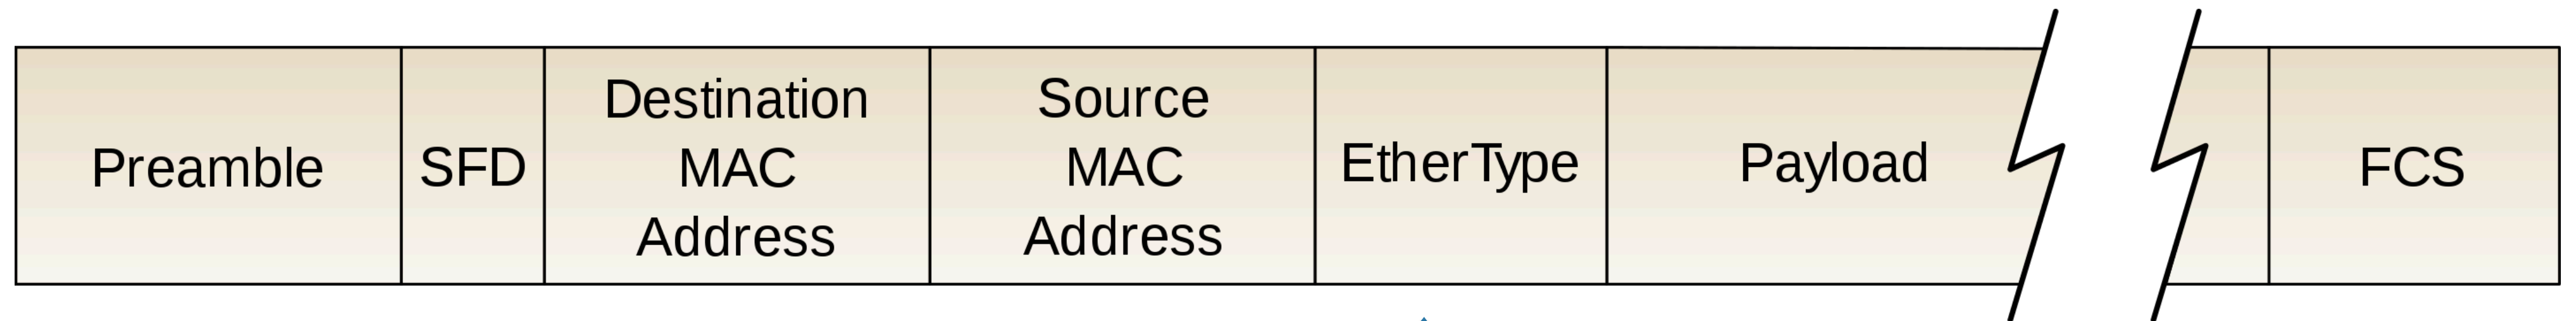 Preamble
SFD
Destination
MAC
Address
Source
MAC
Address
EtherType
Payload
FCS